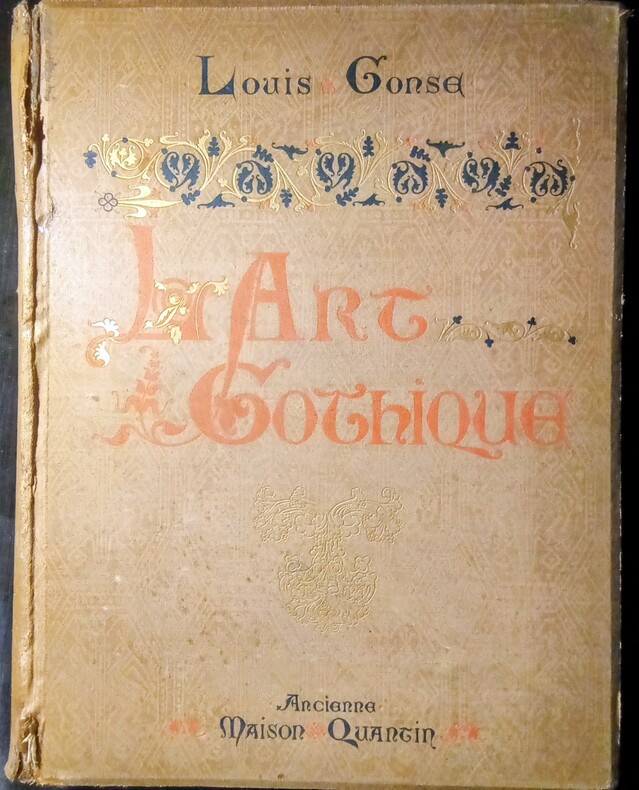 Louis Gonse
L'Art
Gothique
Ancienne
Maison Quantin